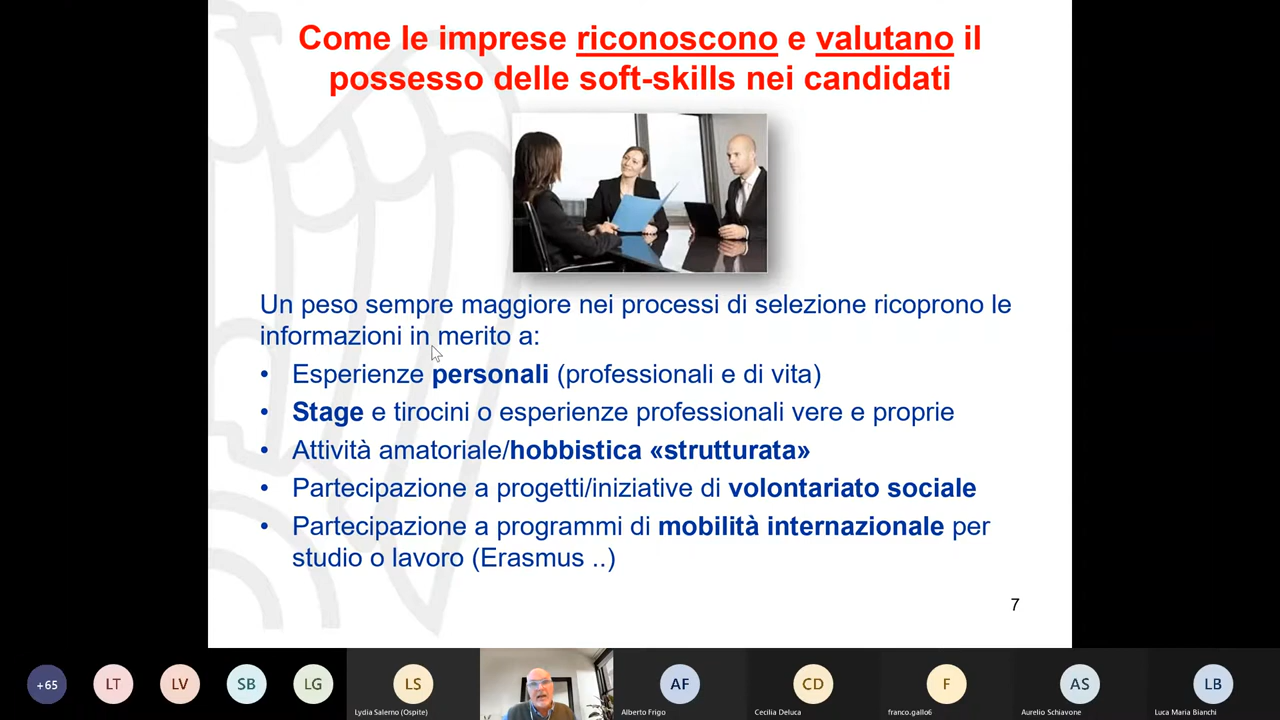 Come le imprese riconoscono e valutano il
possesso delle soft-skills nei candidati
Un peso sempre maggiore nei processi di selezione ricoprono le
informazioni in merito a:
• Esperienze personali (professionali e di vita)
• Stage e tirocini o esperienze professionali vere e proprie
• Attività amatoriale/hobbistica «strutturata»
• Partecipazione a progetti/iniziative di volontariato sociale
• Partecipazione a programmi di mobilità internazionale per
studio o lavoro (Erasmus ..)
7
+65 LT LV SB LG LS AF CD F AS LB
Lydia Salerno (Ospite) Alberto Frigo Cecilia Deluca franco.gallo6 Aurelio Schiavone Luca Maria Bianchi